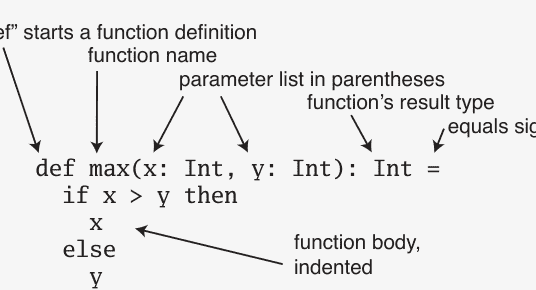 ef” starts a function definition
function name
parameter list in parentheses
function’s result type
equals sig
def max(x: Int, y: Int): Int =
if x > y then
x
else
y
function body,
indented